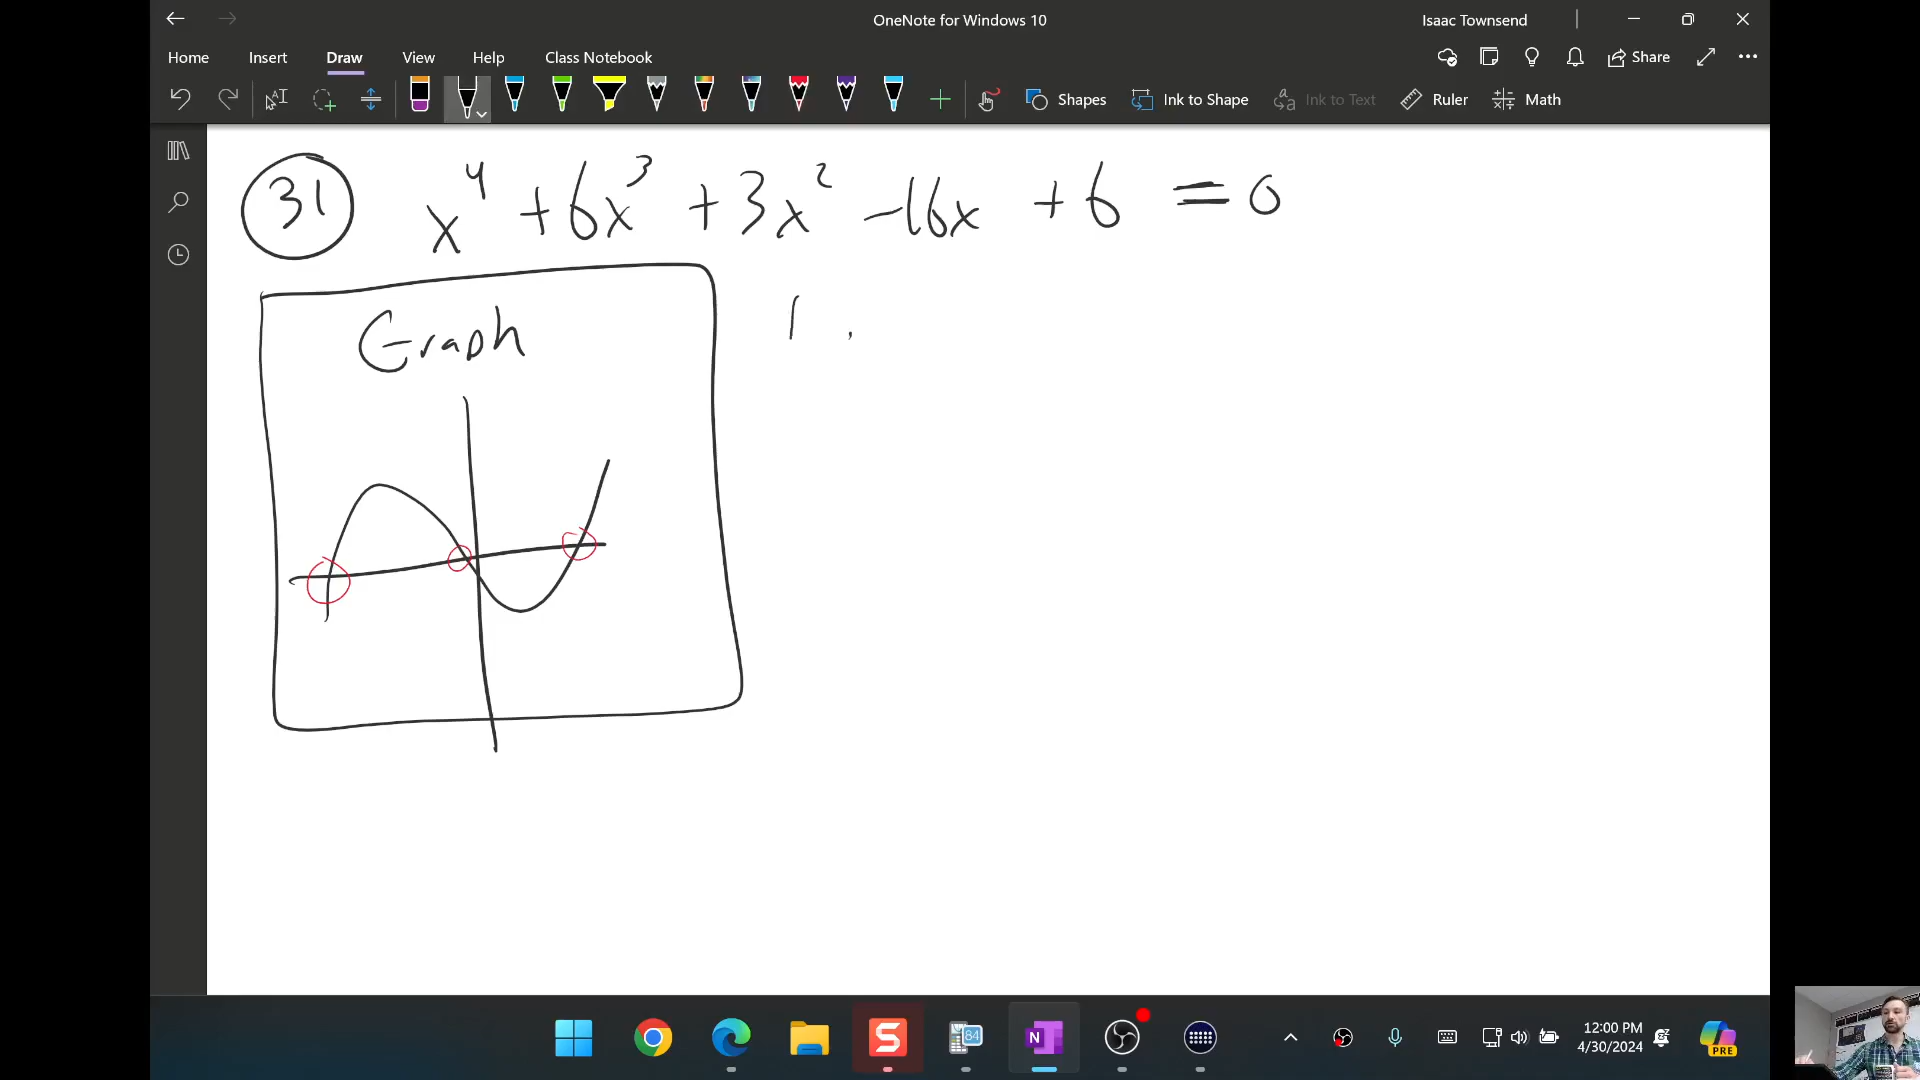 OneNote for Windows 10
Isaac Townsend
Home Insert Draw View Help Class Notebook
Share
Shapes Ink to Shape Ink to Text Ruler Math
31 x⁴ + 6x³ + 3x² - 16x + 6 = 0
Graph
1 .
84
N
S
12:00 PM
4/30/2024
PRE